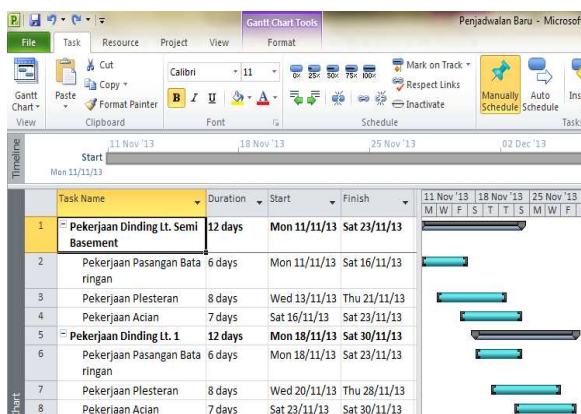 Gantt Chart Tools
Penjadwalan Baru - Microsof
File Task Resource Project View Format
Cut
Copy
Format Painter
Paste
Gantt Chart
Calibri 11
B I U A
0% 25% 50% 75% 100%
Mark on Track
Respect Links
Inactivate
Manually Schedule
Auto Schedule
Ins
View Clipboard Font Schedule Tasks
Timeline
11 Nov '13 18 Nov '13 25 Nov '13 02 Dec '13
Start
Mon 11/11/13
Task Name Duration Start Finish 11 Nov '13 18 Nov '13 25 Nov '13
M W F S T T S M W F
1 Pekerjaan Dinding Lt. Semi 12 days Mon 11/11/13 Sat 23/11/13
Basement
2 Pekerjaan Pasangan Bata 6 days Mon 11/11/13 Sat 16/11/13
ringan
3 Pekerjaan Plesteran 8 days Wed 13/11/13 Thu 21/11/13
4 Pekerjaan Acian 7 days Sat 16/11/13 Sat 23/11/13
5 Pekerjaan Dinding Lt. 1 12 days Mon 18/11/13 Sat 30/11/13
6 Pekerjaan Pasangan Bata 6 days Mon 18/11/13 Sat 23/11/13
ringan
7 Pekerjaan Plesteran 8 days Wed 20/11/13 Thu 28/11/13
8 Pekerjaan Acian 7 days Sat 23/11/13 Sat 30/11/13
hart